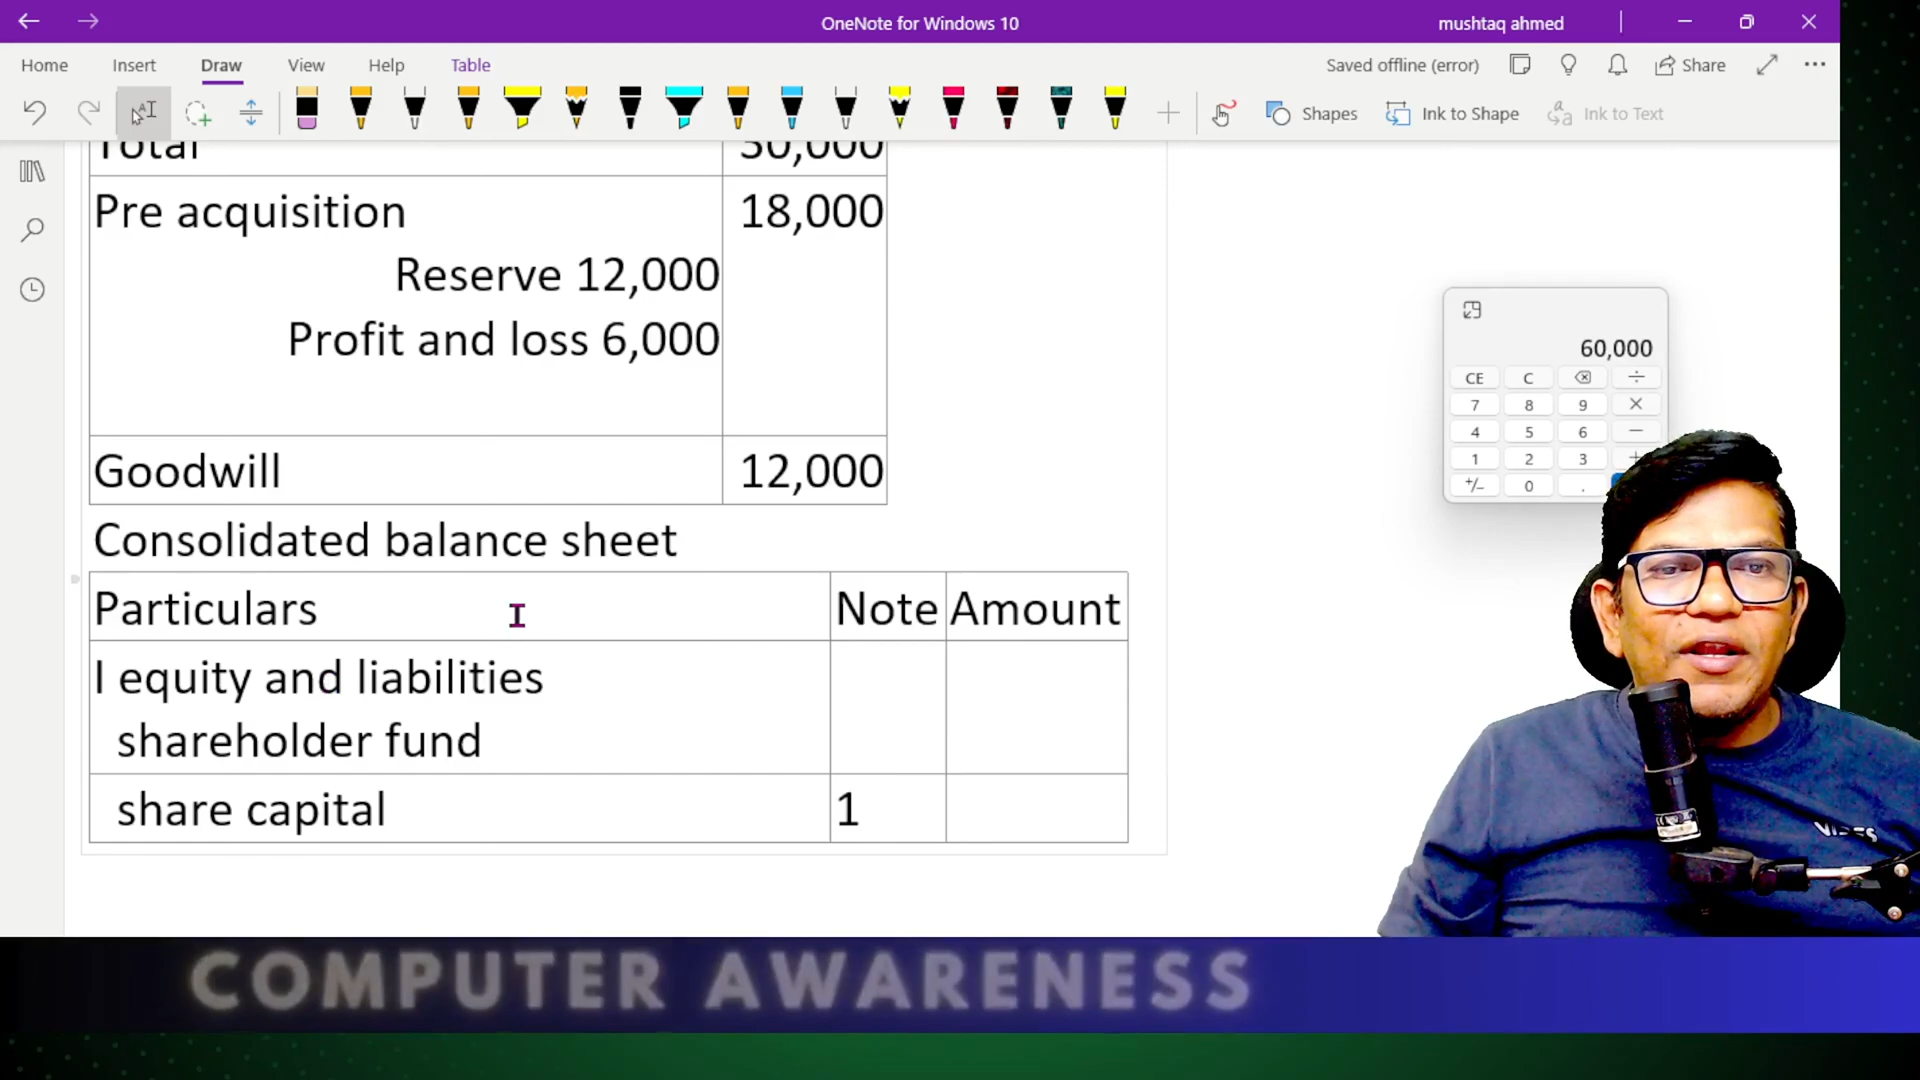 OneNote for Windows 10
mushtaq ahmed
Home Insert Draw View Help Table
Saved offline (error)
Share
Shapes
Ink to Shape
Ink to Text
Total 30,000
Pre acquisition 18,000
Reserve 12,000
Profit and loss 6,000
Goodwill 12,000
Consolidated balance sheet
Particulars Note Amount
I equity and liabilities
shareholder fund
share capital 1
60,000
CE C ÷
7 8 9 ×
4 5 6 −
1 2 3 +
+/− 0 .
COMPUTER AWARENESS